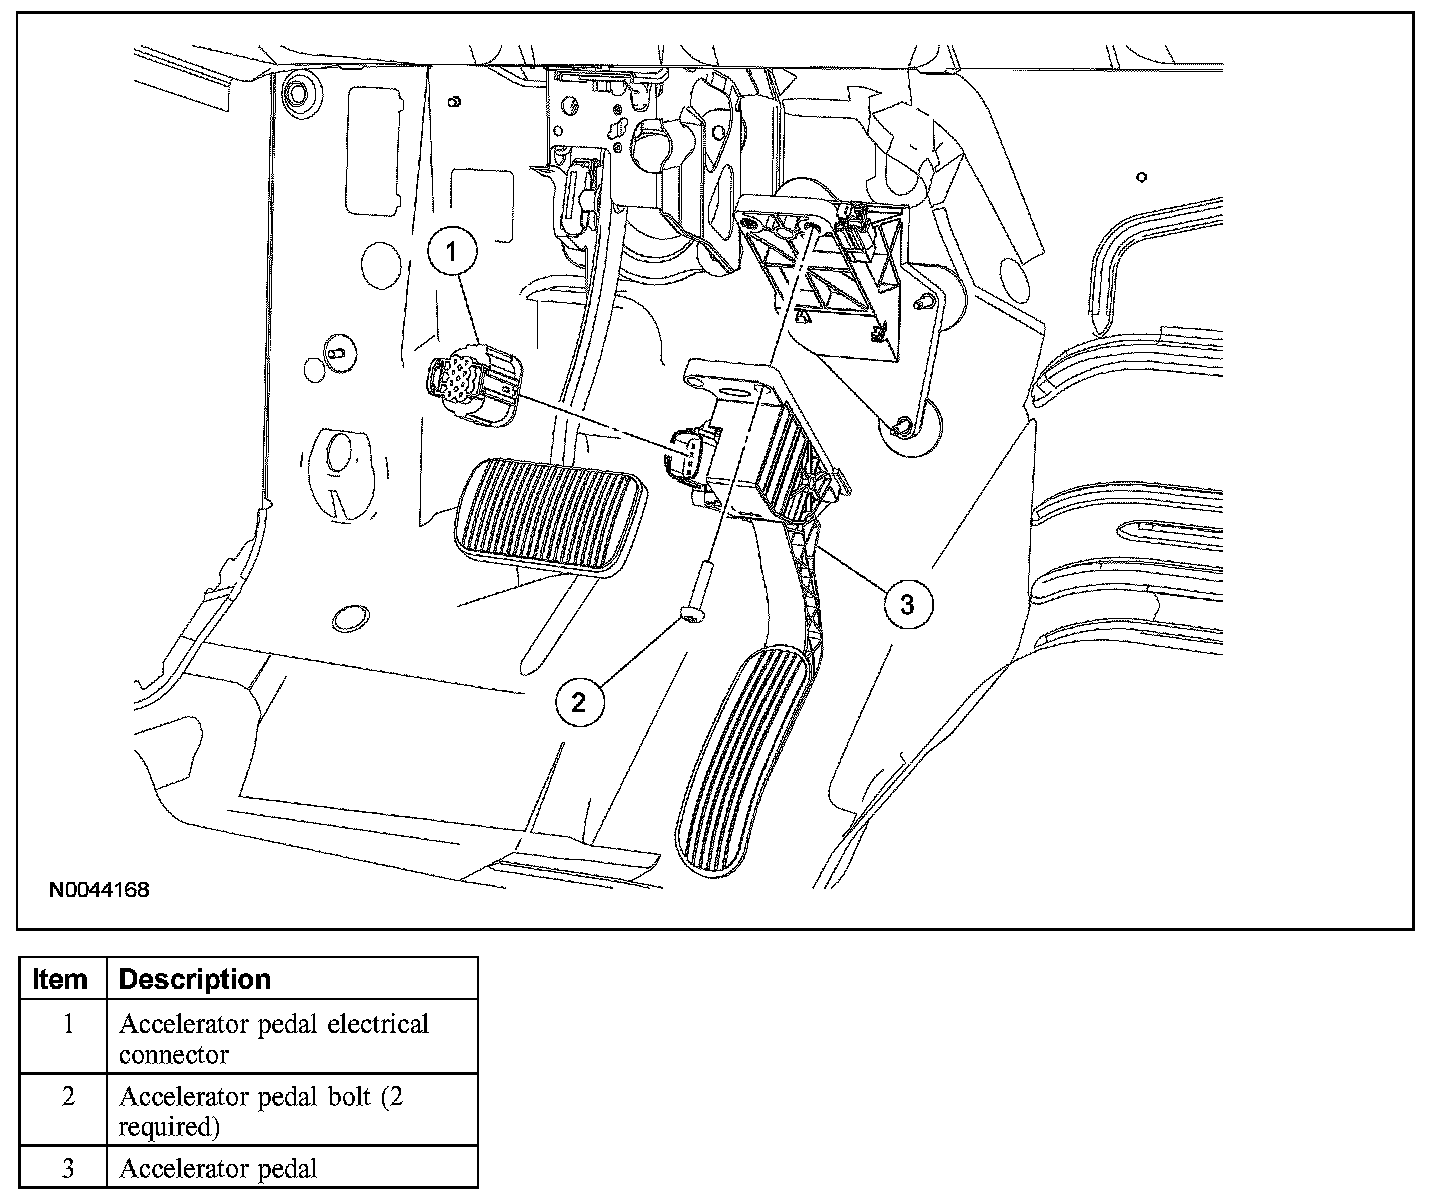 1
2
3
N0044168
Item Description
1 Accelerator pedal electrical
connector
2 Accelerator pedal bolt (2
required)
3 Accelerator pedal